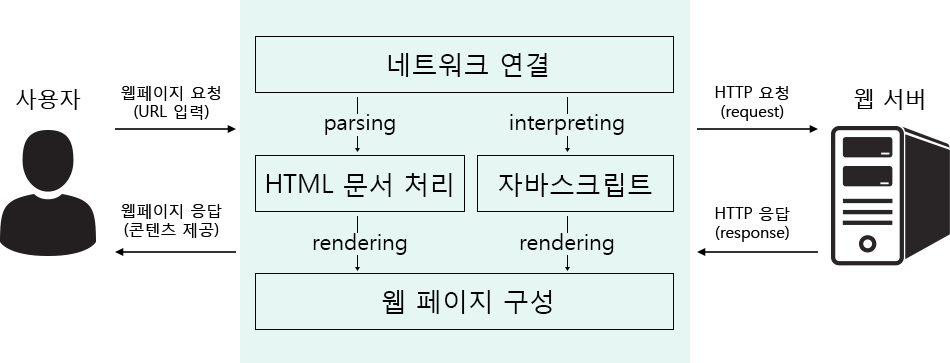 사용자
웹페이지 요청
(URL 입력)
웹페이지 응답
(콘텐츠 제공)
네트워크 연결
parsing
interpreting
HTML 문서 처리
자바스크립트
rendering
rendering
웹 페이지 구성
HTTP 요청
(request)
HTTP 응답
(response)
웹 서버